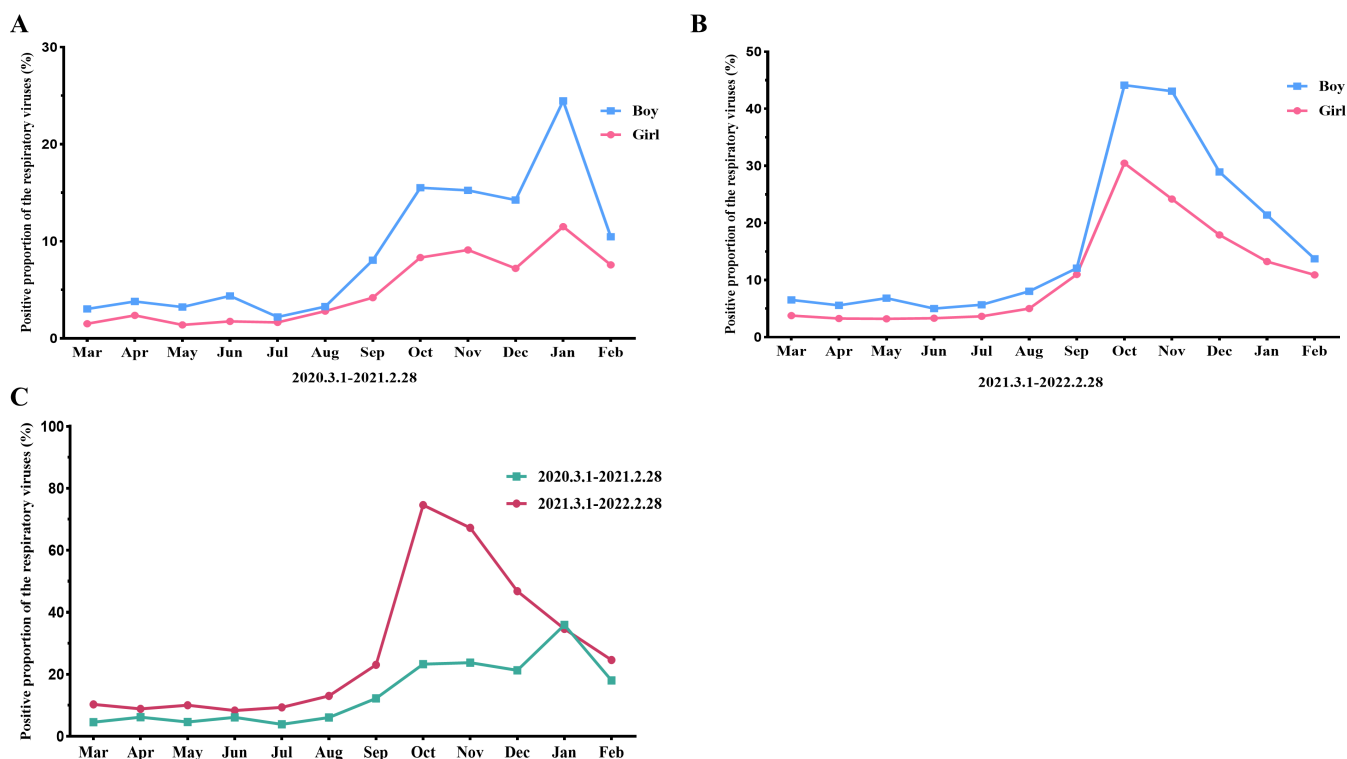 A
Positive proportion of the respiratory viruses (%)
30
20
10
0
Boy
Girl
Mar Apr May Jun Jul Aug Sep Oct Nov Dec Jan Feb
2020.3.1-2021.2.28
B
Positive proportion of the respiratory viruses (%)
50
40
30
20
10
0
Boy
Girl
Mar Apr May Jun Jul Aug Sep Oct Nov Dec Jan Feb
2021.3.1-2022.2.28
C
Positive proportion of the respiratory viruses (%)
100
80
60
40
20
0
2020.3.1-2021.2.28
2021.3.1-2022.2.28
Mar Apr May Jun Jul Aug Sep Oct Nov Dec Jan Feb